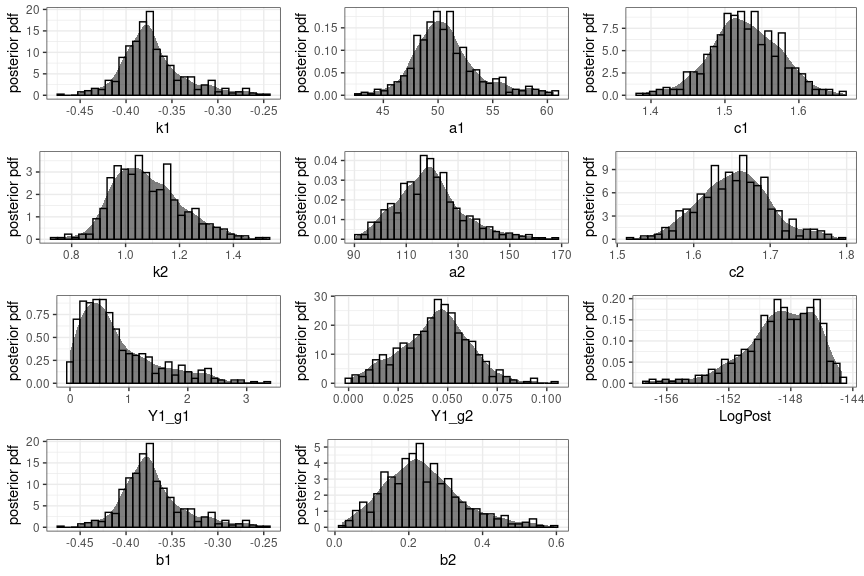 posterior pdf
20
15
10
5
0
-0.45 -0.40 -0.35 -0.30 -0.25
k1
posterior pdf
0.15
0.10
0.05
0.00
45 50 55 60
a1
posterior pdf
7.5
5.0
2.5
0.0
1.4 1.5 1.6
c1
posterior pdf
3
2
1
0
0.8 1.0 1.2 1.4
k2
posterior pdf
0.04
0.03
0.02
0.01
0.00
90 110 130 150 170
a2
posterior pdf
9
6
3
0
1.5 1.6 1.7 1.8
c2
posterior pdf
0.75
0.50
0.25
0.00
0 1 2 3
Y1_g1
posterior pdf
30
20
10
0
0.000 0.025 0.050 0.075 0.100
Y1_g2
posterior pdf
0.20
0.15
0.10
0.05
0.00
-156 -152 -148 -144
LogPost
posterior pdf
20
15
10
5
0
-0.45 -0.40 -0.35 -0.30 -0.25
b1
posterior pdf
5
4
3
2
1
0
0.0 0.2 0.4 0.6
b2